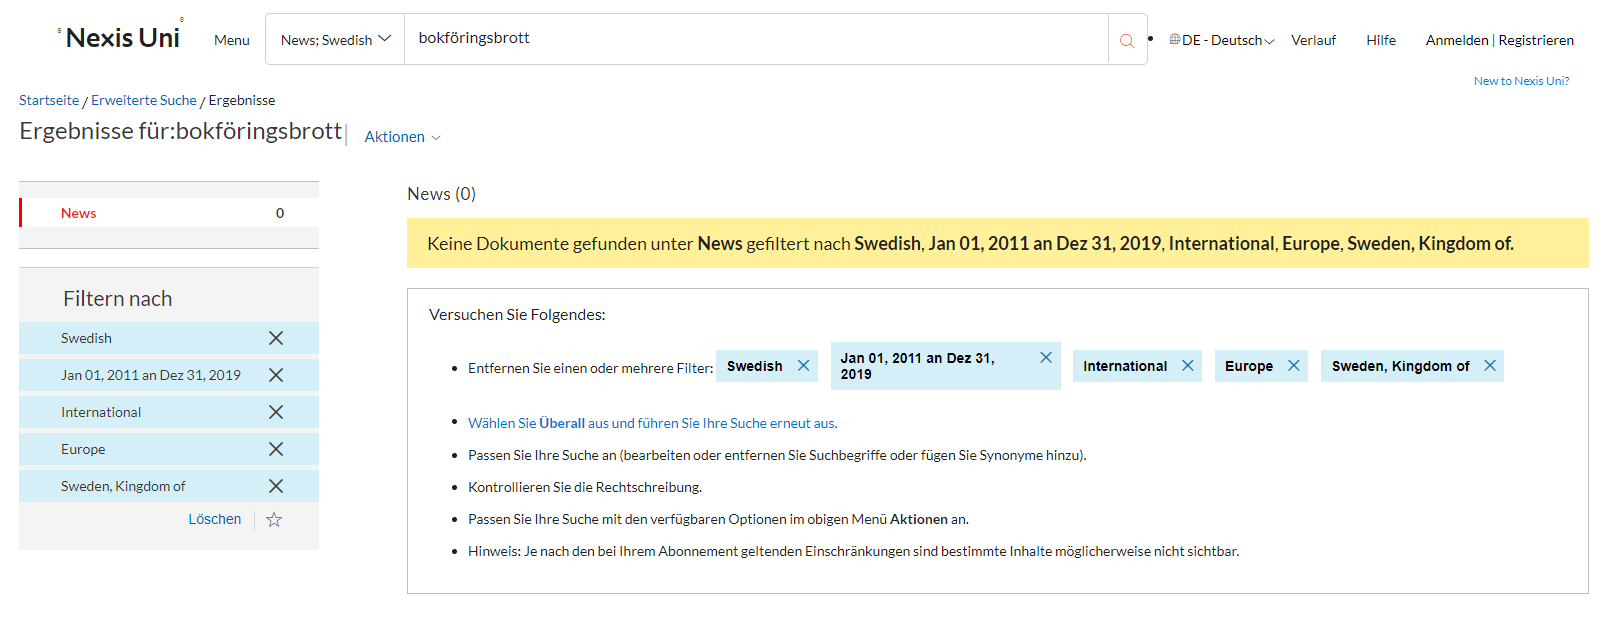 ® Nexis Uni ®
Menu
News; Swedish
bokföringsbrott
DE - Deutsch
Verlauf
Hilfe
Anmelden | Registrieren
New to Nexis Uni?
Startseite / Erweiterte Suche / Ergebnisse
Ergebnisse für:bokföringsbrott |
Aktionen
News 0
Filtern nach
Swedish
Jan 01, 2011 an Dez 31, 2019
International
Europe
Sweden, Kingdom of
Löschen
News (0)
Keine Dokumente gefunden unter News gefiltert nach Swedish, Jan 01, 2011 an Dez 31, 2019, International, Europe, Sweden, Kingdom of.
Versuchen Sie Folgendes:
• Entfernen Sie einen oder mehrere Filter:
Swedish
Jan 01, 2011 an Dez 31,
2019
International
Europe
Sweden, Kingdom of
• Wählen Sie Überall aus und führen Sie Ihre Suche erneut aus.
• Passen Sie Ihre Suche an (bearbeiten oder entfernen Sie Suchbegriffe oder fügen Sie Synonyme hinzu).
• Kontrollieren Sie die Rechtschreibung.
• Passen Sie Ihre Suche mit den verfügbaren Optionen im obigen Menü Aktionen an.
• Hinweis: Je nach den bei Ihrem Abonnement geltenden Einschränkungen sind bestimmte Inhalte möglicherweise nicht sichtbar.